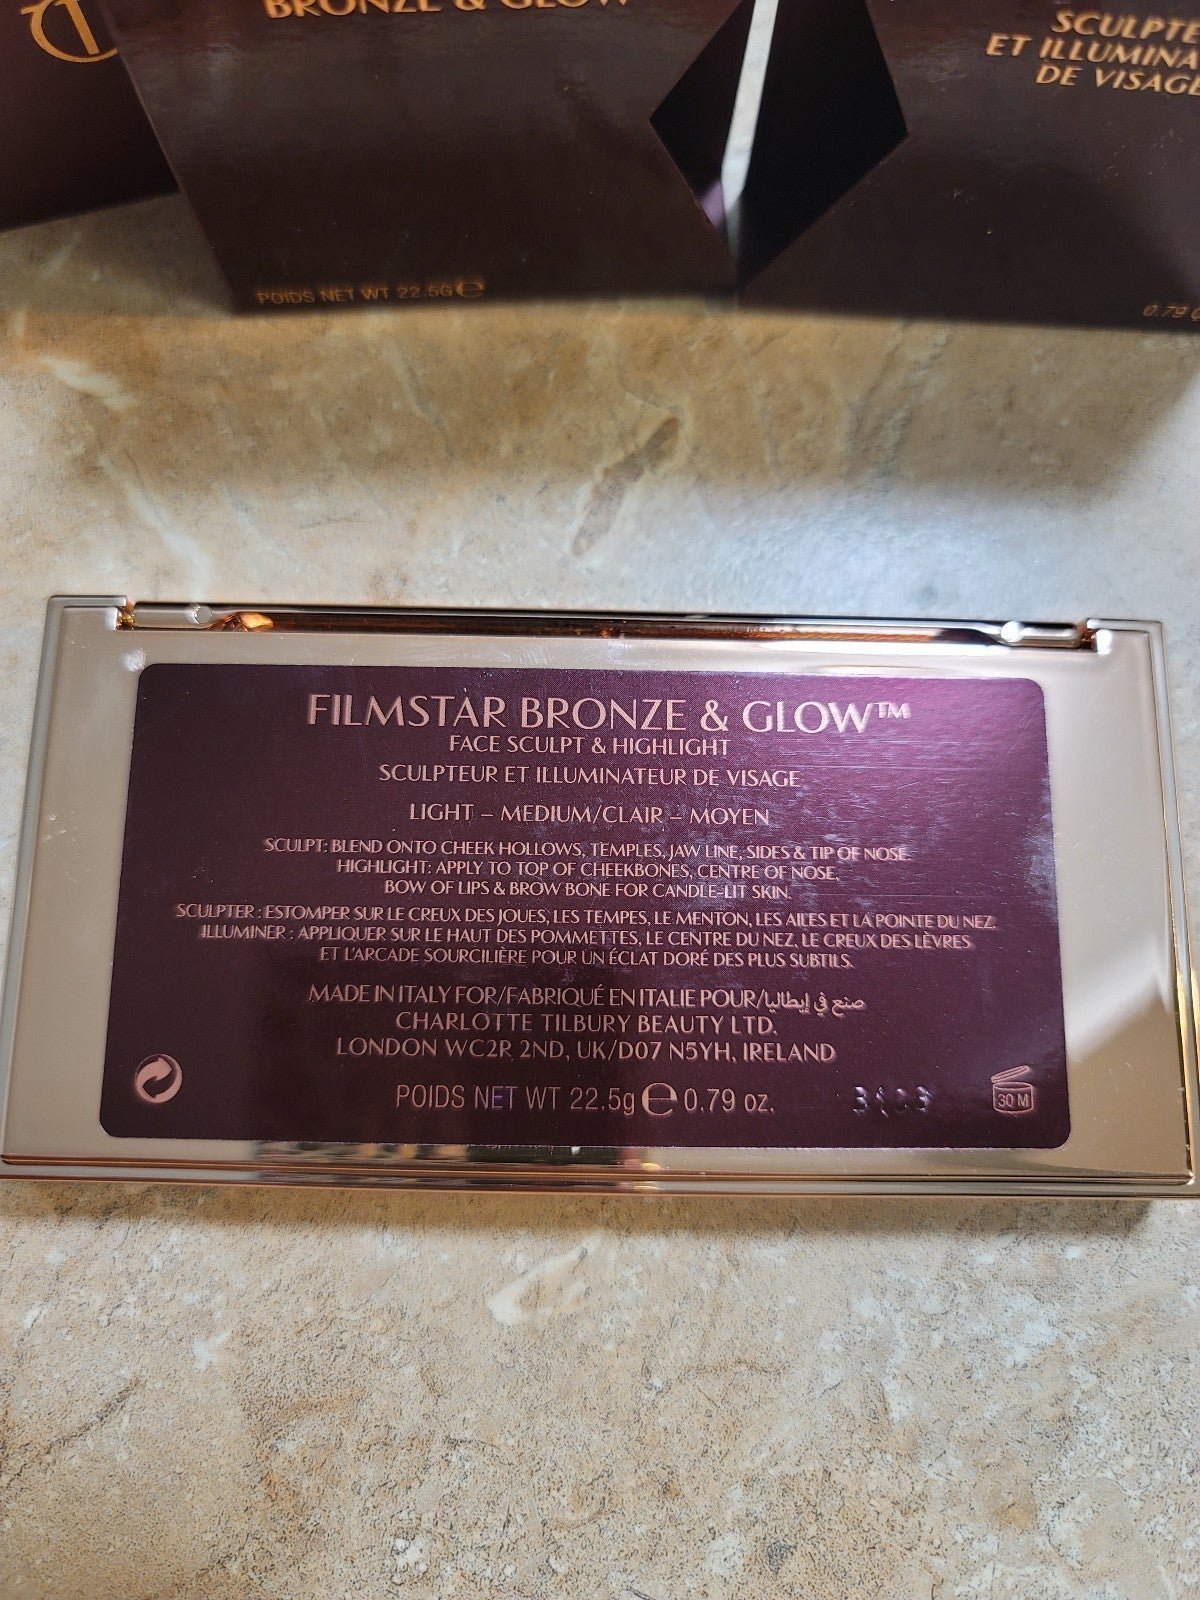 BRONZE & GLOW
SCULPTE
ET ILLUMINA
DE VISAGE
POIDS NET WT 22.5G e
0.79
FILMSTAR BRONZE & GLOW™
FACE SCULPT & HIGHLIGHT
SCULPTEUR ET ILLUMINATEUR DE VISAGE
LIGHT – MEDIUM/CLAIR – MOYEN
SCULPT: BLEND ONTO CHEEK HOLLOWS, TEMPLES, JAW LINE, SIDES & TIP OF NOSE.
HIGHLIGHT: APPLY TO TOP OF CHEEKBONES, CENTRE OF NOSE,
BOW OF LIPS & BROW BONE FOR CANDLE-LIT SKIN.
SCULPTER : ESTOMPER SUR LE CREUX DES JOUES, LES TEMPES, LE MENTON, LES AILES ET LA POINTE DU NEZ.
ILLUMINER : APPLIQUER SUR LE HAUT DES POMMETTES, LE CENTRE DU NEZ, LE CREUX DES LÈVRES
ET L'ARCADE SOURCILIÈRE POUR UN ÉCLAT DORÉ DES PLUS SUBTILS.
MADE IN ITALY FOR/FABRIQUÉ EN ITALIE POUR/صنع في إيطاليا
CHARLOTTE TILBURY BEAUTY LTD.
LONDON WC2R 2ND, UK/D07 N5YH, IRELAND
POIDS NET WT 22.5g e 0.79 oz.
30 M